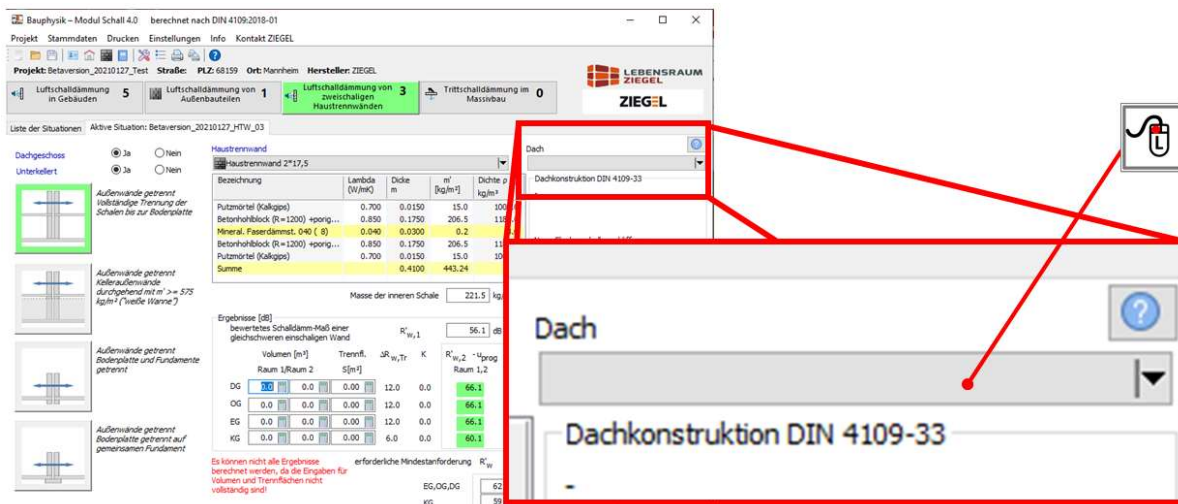 Bauphysik – Modul Schall 4.0 berechnet nach DIN 4109:2018-01
Projekt Stammdaten Drucken Einstellungen Info Kontakt ZIEGEL
Projekt: Betaversion_20210127_Test Straße: PLZ: 68159 Ort: Mannheim Hersteller: ZIEGEL
LEBENSRAUM
ZIEGEL
ZIEGEL
Luftschalldämmung in Gebäuden 5
Luftschalldämmung von Außenbauteilen 1
Luftschalldämmung von zweischaligen Haustrennwänden 3
Trittschalldämmung im Massivbau 0
Liste der Situationen Aktive Situation: Betaversion_20210127_HTW_03
Dachgeschoss Ja Nein
Unterkellert Ja Nein
Außenwände getrennt
Vollständige Trennung der
Schalen bis zur Bodenplatte
Außenwände getrennt
Kelleraußenwände
durchgehend mit m' >= 575
kg/m² ("weiße Wanne")
Außenwände getrennt
Bodenplatte und Fundamente
getrennt
Außenwände getrennt
Bodenplatte getrennt auf
gemeinsamen Fundament
Haustrennwand
Haustrennwand 2*17,5
Bezeichnung Lambda (W/mK) Dicke m m' [kg/m²] Dichte ρ kg/m³
Putzmörtel (Kalkgips) 0.700 0.0150 15.0
Betonhohlblock (R=1200) +porig... 0.850 0.1750 206.5
Mineral. Faserdämmst. 040 ( 8) 0.040 0.0300 0.2
Betonhohlblock (R=1200) +porig... 0.850 0.1750 206.5
Putzmörtel (Kalkgips) 0.700 0.0150 15.0
Summe 0.4100 443.24
Masse der inneren Schale 221.5
Ergebnisse [dB]
bewertetes Schalldämm-Maß einer
gleichschweren einschaligen Wand R'w,1 56.1 dB
Volumen [m³] Trennfl. ΔR w,Tr K R'w,2 - uprog
Raum 1/Raum 2 S[m²] Raum 1,2
DG 0.0 0.0 0.00 12.0 0.0 66.1
OG 0.0 0.0 0.00 12.0 0.0 66.1
EG 0.0 0.0 0.00 12.0 0.0 66.1
KG 0.0 0.0 0.00 6.0 0.0 60.1
Es können nicht alle Ergebnisse
berechnet werden, da die Eingaben für
Volumen und Trennflächen nicht
vollständig sind!
erforderliche Mindestanforderung R'w
EG,OG,DG 62
KG 59
Dach
Dachkonstruktion DIN 4109-33
-
L
Dach
Dachkonstruktion DIN 4109-33
-